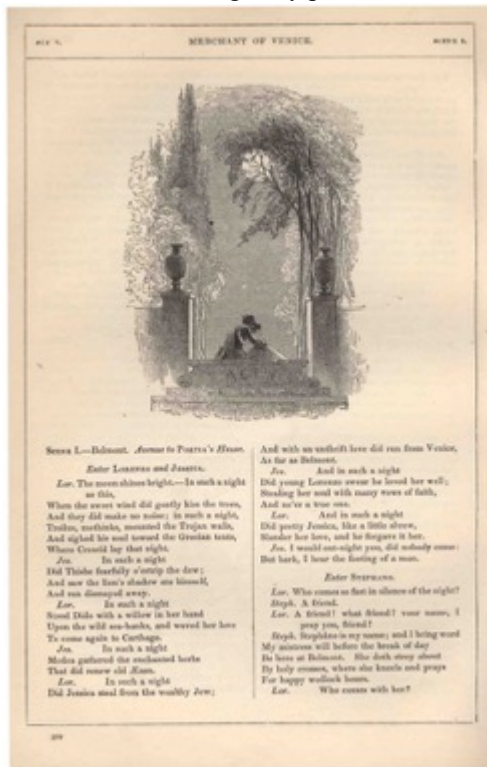 ACT V.
MERCHANT OF VENICE.
SCENE I.
ACT V.
SCENE I.—Belmont. Avenue to PORTIA'S House.
Enter LORENZO and JESSICA.
Lor. The moon shines bright.—In such a night
as this,
When the sweet wind did gently kiss the trees,
And they did make no noise; in such a night,
Troilus, methinks, mounted the Trojan walls,
And sighed his soul toward the Grecian tents,
Where Cressid lay that night.
Jes. In such a night
Did Thisbe fearfully o'ertrip the dew;
And saw the lion's shadow ere himself,
And ran dismayed away.
Lor. In such a night
Stood Dido with a willow in her hand
Upon the wild sea-banks, and waved her love
To come again to Carthage.
Jes. In such a night
Medea gathered the enchanted herbs
That did renew old Æson.
Lor. In such a night
Did Jessica steal from the wealthy Jew;
And with an unthrift love did run from Venice,
As far as Belmont.
Jes. And in such a night
Did young Lorenzo swear he loved her well;
Stealing her soul with many vows of faith,
And ne'er a true one.
Lor. And in such a night
Did pretty Jessica, like a little shrew,
Slander her love, and he forgave it her.
Jes. I would out-night you, did nobody come:
But hark, I hear the footing of a man.
Enter STEPHANO.
Lor. Who comes so fast in silence of the night?
Steph. A friend.
Lor. A friend! what friend? your name, I
pray you, friend?
Steph. Stephano is my name; and I bring word
My mistress will before the break of day
Be here at Belmont. She doth stray about
By holy crosses, where she kneels and prays
For happy wedlock hours.
Lor. Who comes with her?